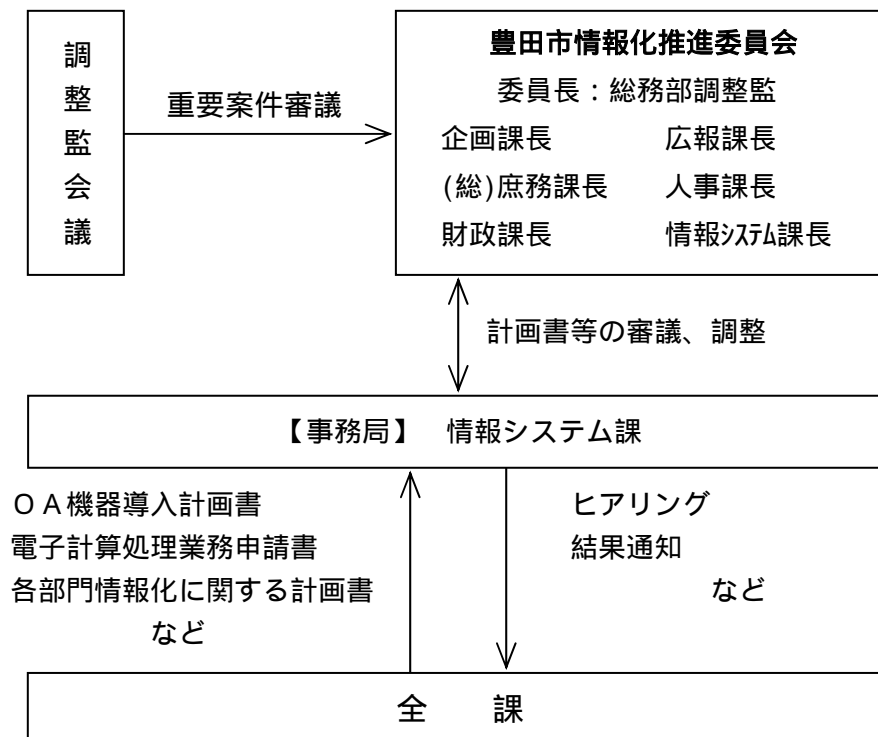 調整監会議
重要案件審議
豊田市情報化推進委員会
委員長：総務部調整監
企画課長　広報課長
(総)庶務課長　人事課長
財政課長　情報ｼｽﾃﾑ課長
計画書等の審議、調整
【事務局】　情報システム課
ＯＡ機器導入計画書
電子計算処理業務申請書
各部門情報化に関する計画書
など
ヒアリング
結果通知
など
全　課